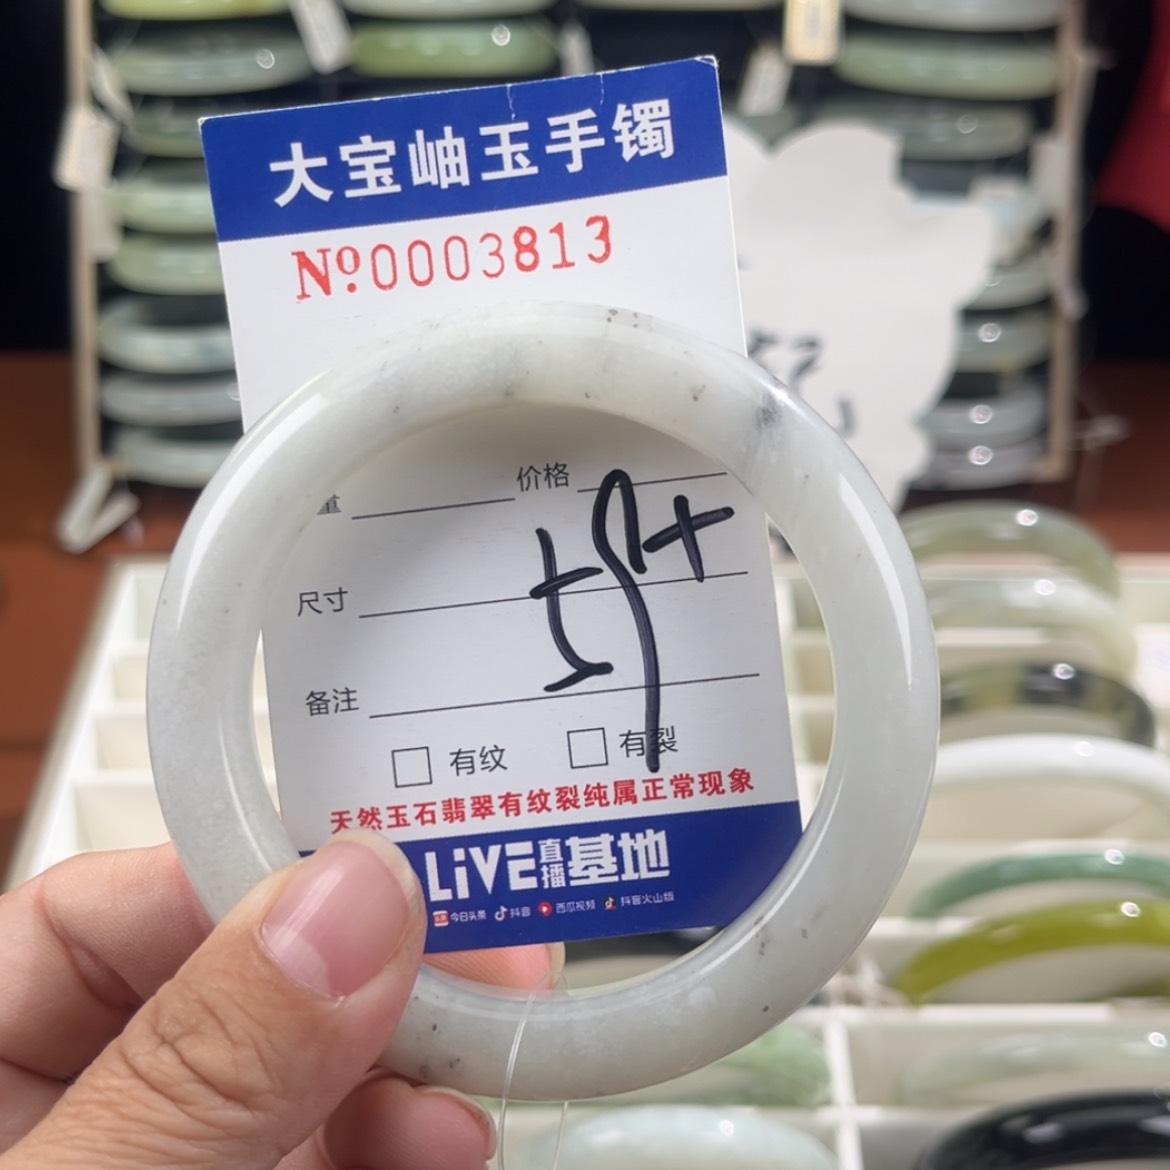 大宝岫玉手镯
№0003813
重 价格
尺寸
备注
有纹 有裂
天然玉石翡翠有纹裂纯属正常现象
LiVE直播基地
今日头条 抖音 西瓜视频 抖音火山版